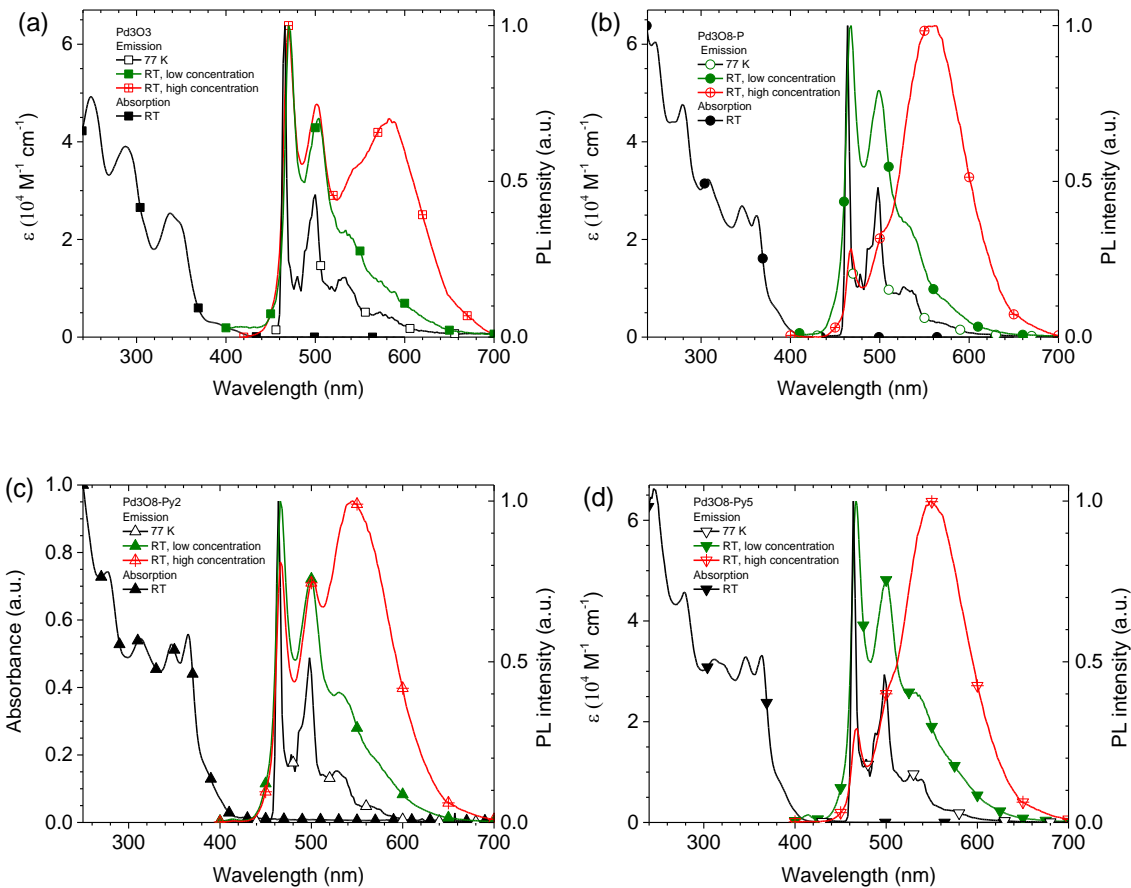 (a)
Pd3O3
Emission
77 K
RT, low concentration
RT, high concentration
Absorption
RT
ε (10⁴ M⁻¹ cm⁻¹)
6
4
2
0
1.0
0.5
0.0
PL intensity (a.u.)
300 400 500 600 700
Wavelength (nm)
(b)
Pd3O8-P
Emission
77 K
RT, low concentration
RT, high concentration
Absorption
RT
ε (10⁴ M⁻¹ cm⁻¹)
6
4
2
0
1.0
0.5
0.0
PL intensity (a.u.)
300 400 500 600 700
Wavelength (nm)
(c)
Pd3O8-Py2
Emission
77 K
RT, low concentration
RT, high concentration
Absorption
RT
Absorbance (a.u.)
1.0
0.8
0.6
0.4
0.2
0.0
1.0
0.5
0.0
PL intensity (a.u.)
300 400 500 600 700
Wavelength (nm)
(d)
Pd3O8-Py5
Emission
77 K
RT, low concentration
RT, high concentration
Absorption
RT
ε (10⁴ M⁻¹ cm⁻¹)
6
4
2
0
1.0
0.5
0.0
PL intensity (a.u.)
300 400 500 600 700
Wavelength (nm)